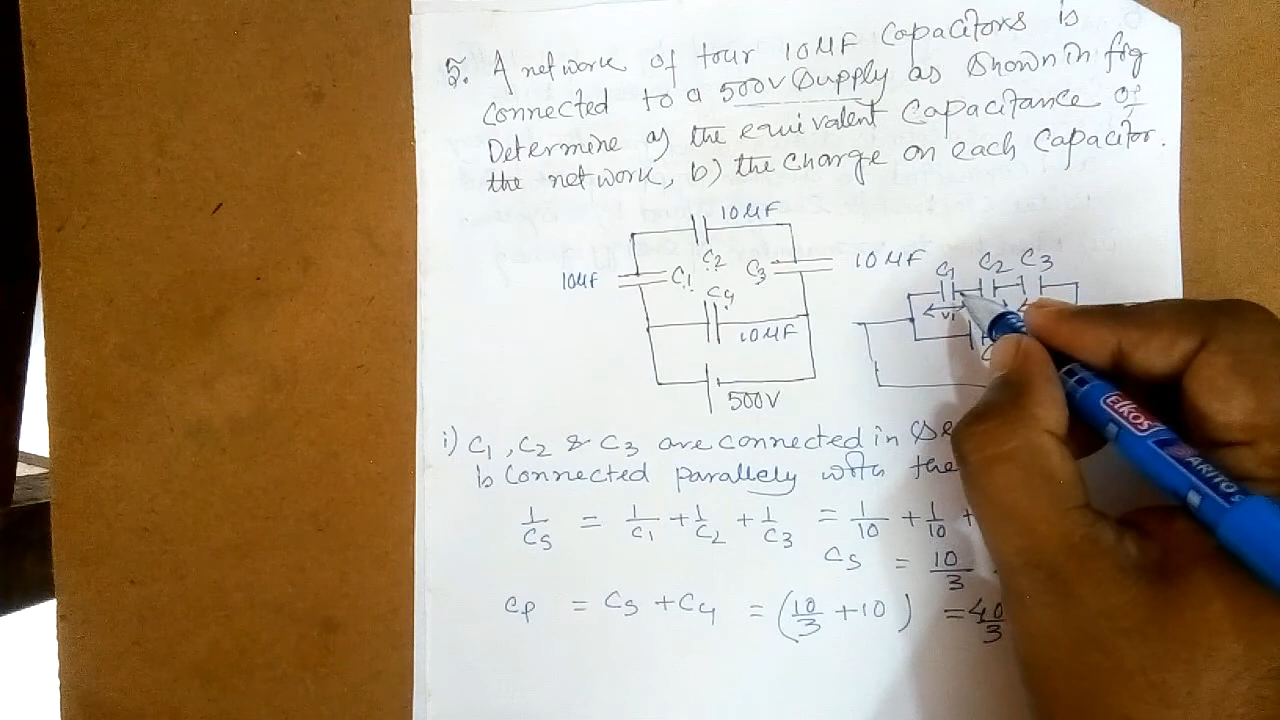 5. A network of four 10μF Capacitors is
Connected to a 500V Supply as Shown in fig
Determine a) the equivalent Capacitance of
the network, b) the Charge on each Capacitor.
10μF
C2
10μF
C1
C3
10μF
C4
10μF
500V
C1 C2 C3
V1
i) C1, C2 & C3 are connected in Se
is Connected parallely with the
1/CS = 1/C1 + 1/C2 + 1/C3 = 1/10 + 1/10 +
CS = 10/3
CP = CS + C4 = (10/3 + 10) = 40/3
elkos